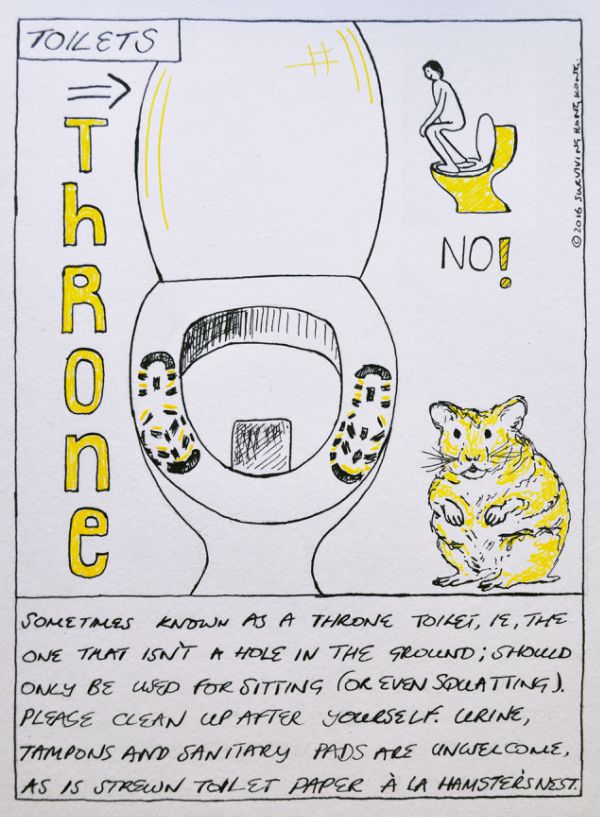 TOILETS
ThRone
NO!
© 2016 SURVIVING HONG KONG.
SOMETIMES KNOWN AS A THRONE TOILET, IE, THE
ONE THAT ISN'T A HOLE IN THE GROUND; SHOULD
ONLY BE USED FOR SITTING (OR EVEN SQUATTING).
PLEASE CLEAN UP AFTER YOURSELF. URINE,
TAMPONS AND SANITARY PADS ARE UNWELCOME,
AS IS STREWN TOILET PAPER À LA HAMSTER'S NEST.